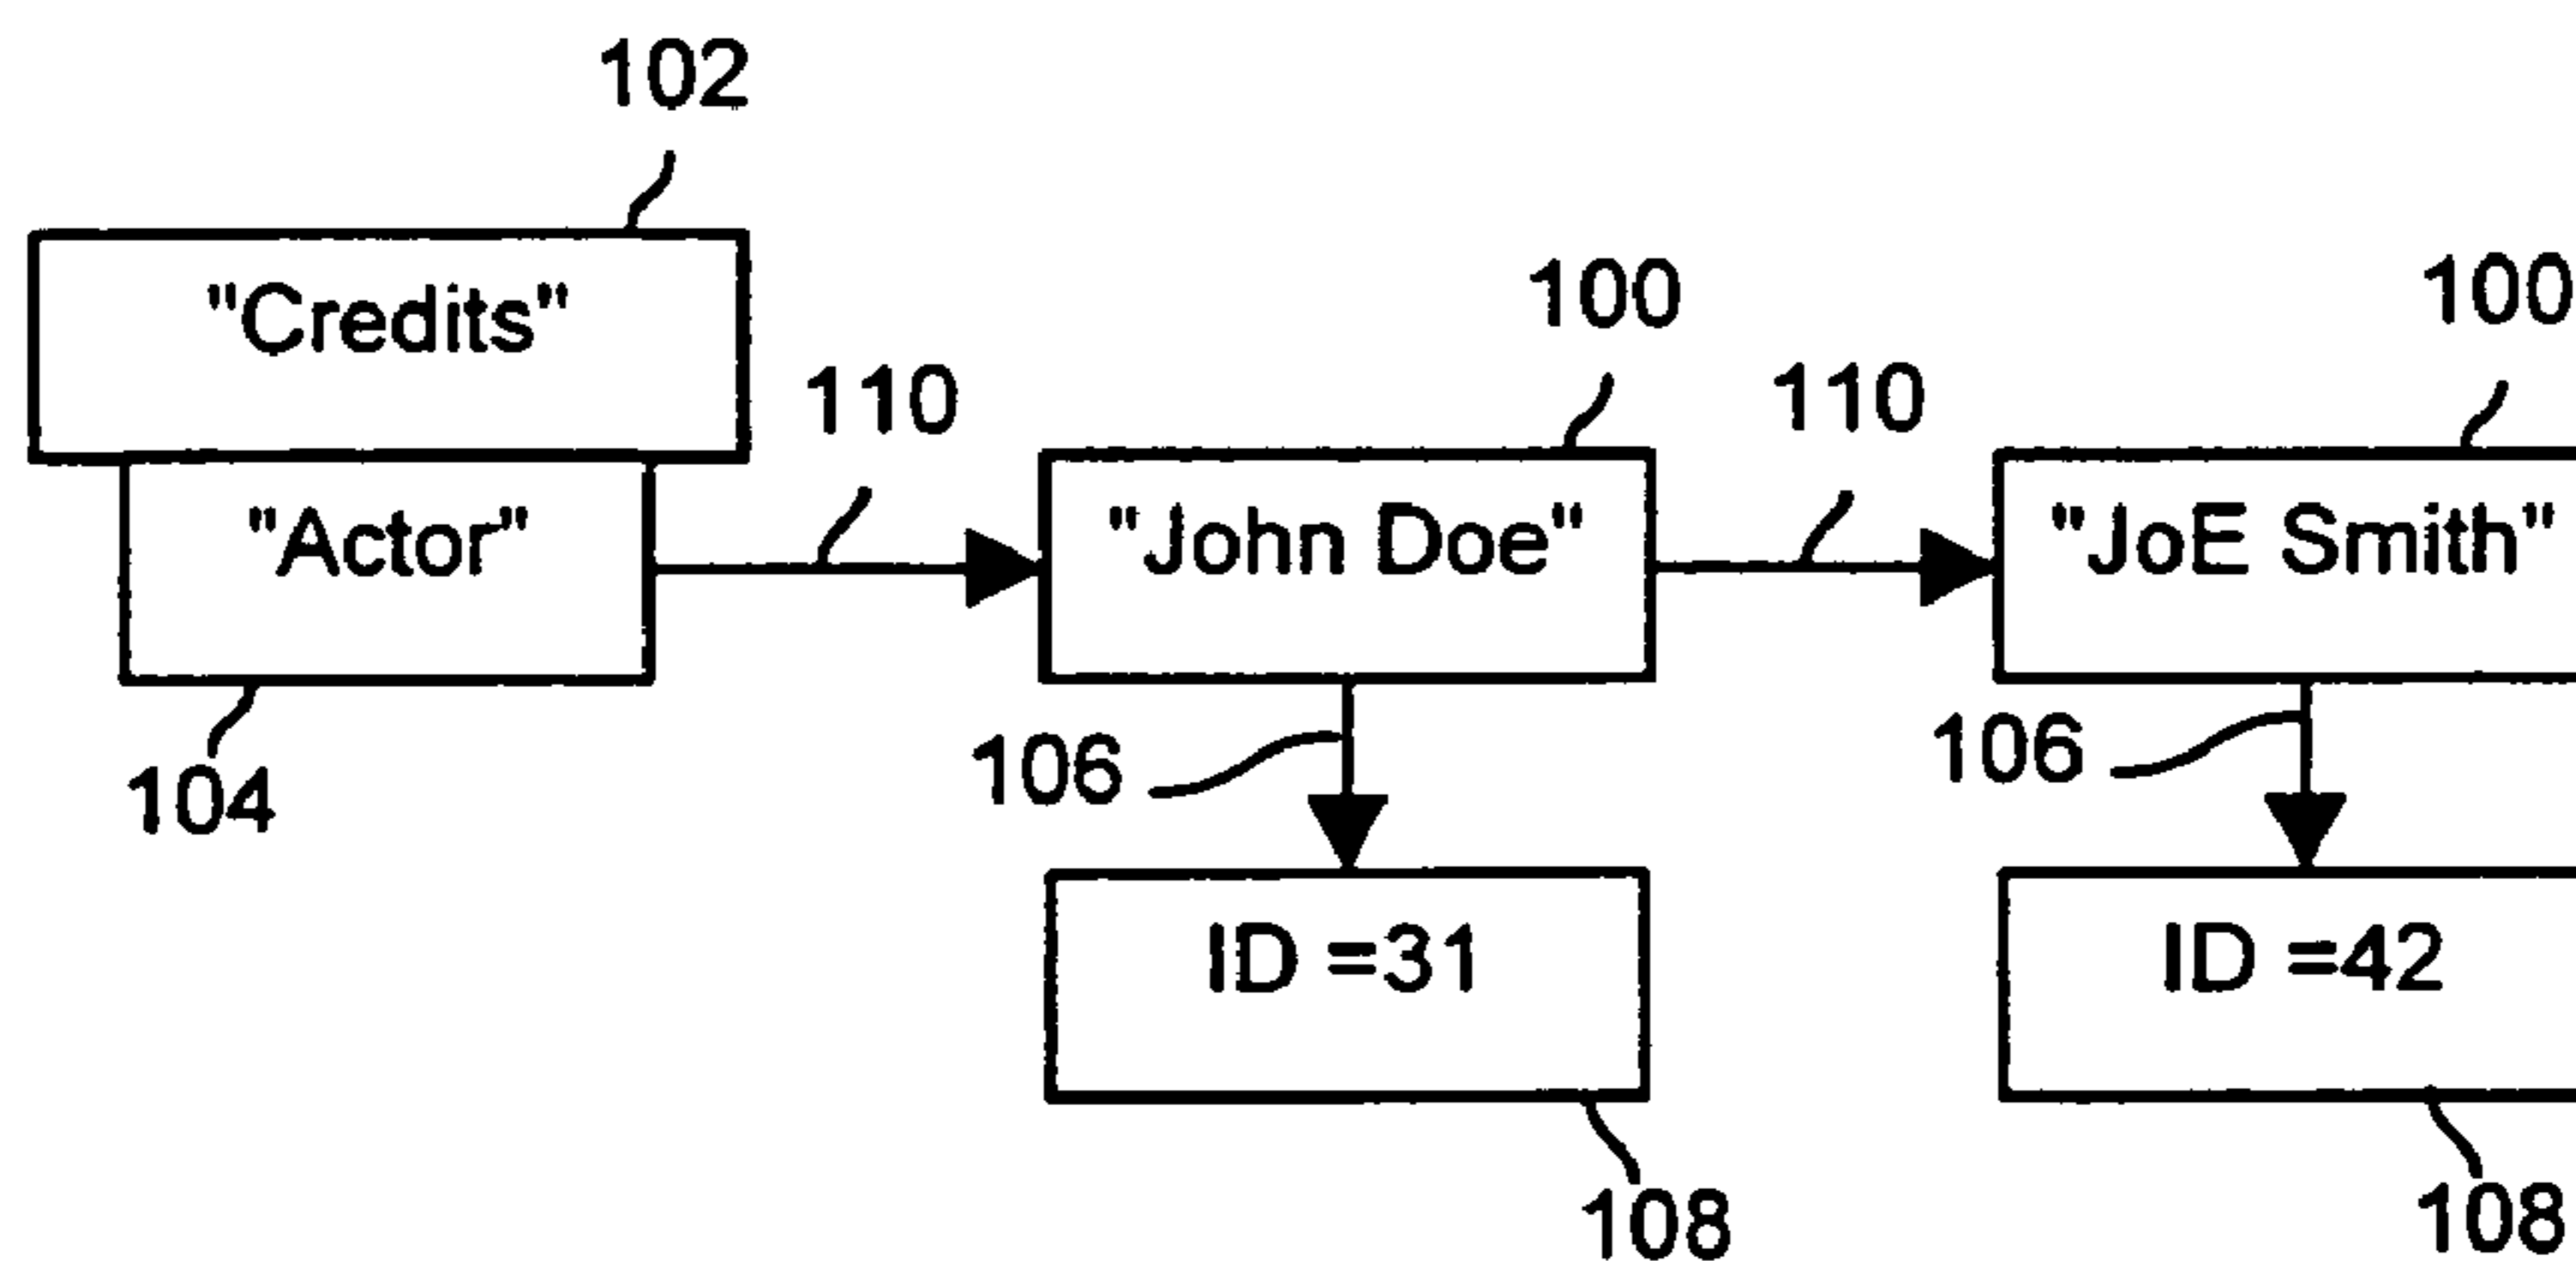 102
"Credits"
100
100
110
110
"Actor"
"John Doe"
"JoE Smith"
104
106
106
ID =31
ID =42
108
108